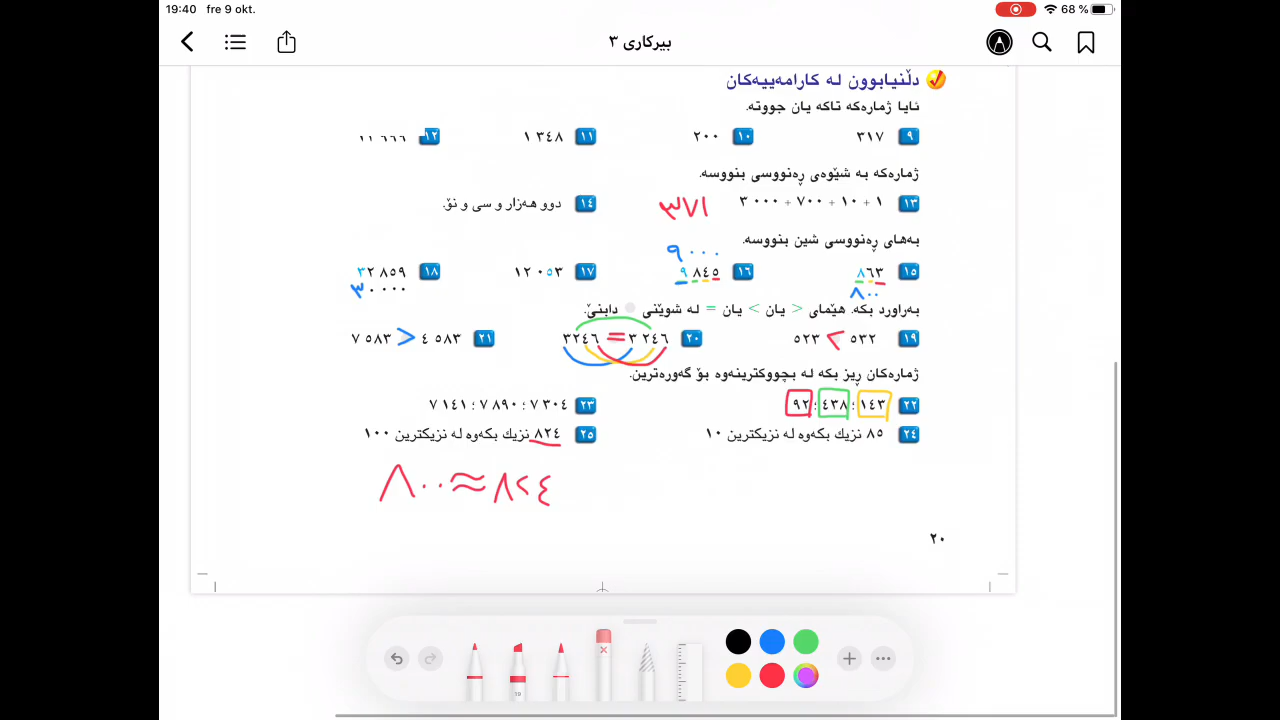 19:40 fre 9 okt. 68 %
بیرکاری ٣
دڵنیابوون لە کارامەییەکان
ئایا ژمارەکە تاکە یان جووتە.
٩ ٣١٧ ١٠ ٢٠٠ ١١ ١ ٣٤٨ ١٢
ژمارەکە بە شێوەی ڕەنووسی بنووسە.
١٣ ٣ ٠٠٠ + ٧٠٠ + ١٠ + ١ ٣٧١ ١٤ دوو هەزار و سی و نۆ.
بەهای ڕەنووسی شین بنووسە.
٩٠٠٠
١٥ ٨٦٣ ١٦ ٩ ٨٤٥ ١٧ ١٢ ٠٥٣ ١٨ ٣٢ ٨٥٩
٨٠٠ ٣٠٠٠٠
بەراورد بکە. هێمای > یان < یان = لە شوێنی دابنێ.
١٩ ٥٢٣ < ٥٣٢ ٢٠ ٣ ٢٤٦ = ٣ ٢٤٦ ٢١ ٧ ٥٨٣ > ٤ ٥٨٣
ژمارەکان ڕیز بکە لە بچووکترینەوە بۆ گەورەترین.
٢٢ ١٤٣ ؛ ٤٣٨ ؛ ٩٢ ٢٣ ٧ ٣٠٤ ؛ ٧ ٨٩٠ ؛ ٧ ١٤١
٢٤ ٨٥ نزیك بکەوە لە نزیکترین ١٠ ٢٥ ٨٢٤ نزیك بکەوە لە نزیکترین ١٠٠
٨٠٠ ≈ ٨٢٤
٢٠